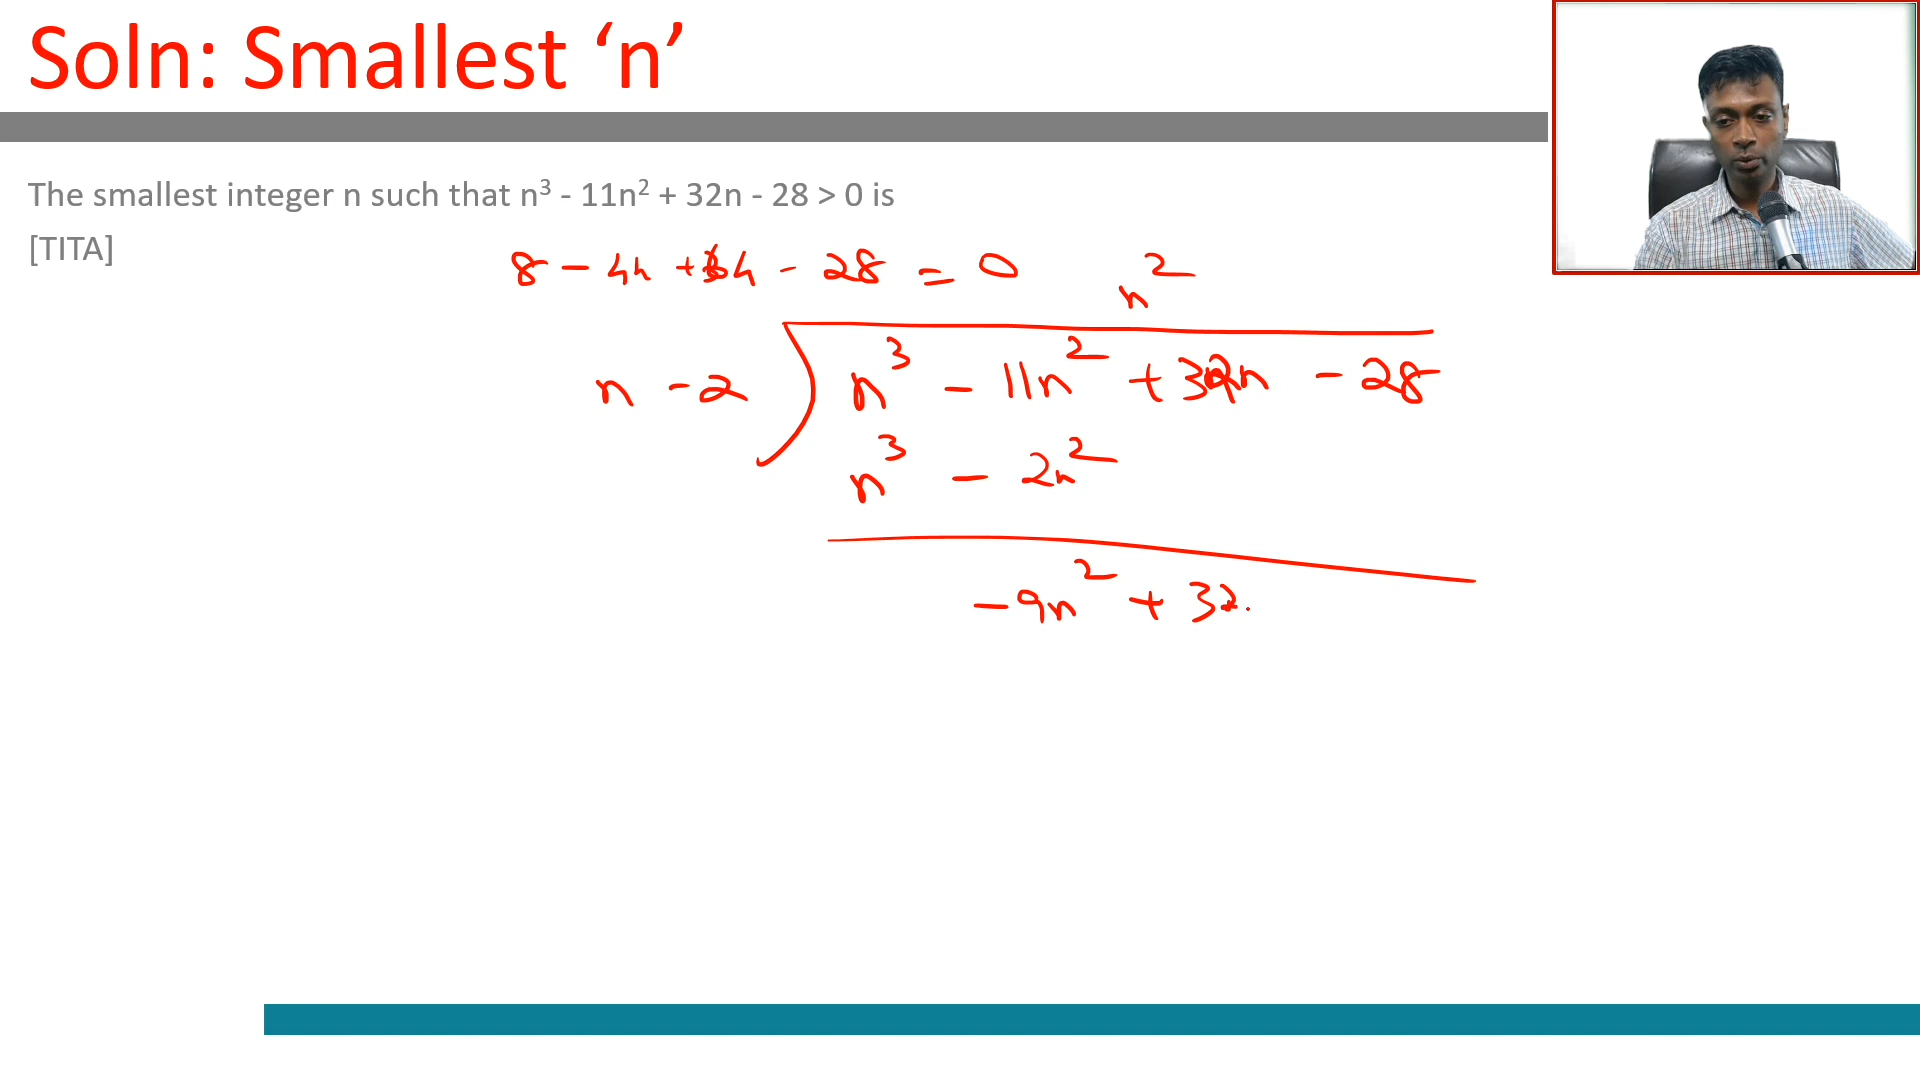 Soln: Smallest ‘n’
The smallest integer n such that n³ - 11n² + 32n - 28 > 0 is
[TITA]
8 - 44 + 64 - 28 = 0
n²
n - 2 ) n³ - 11n² + 32n - 28
n³ - 2n²
- 9n² + 32